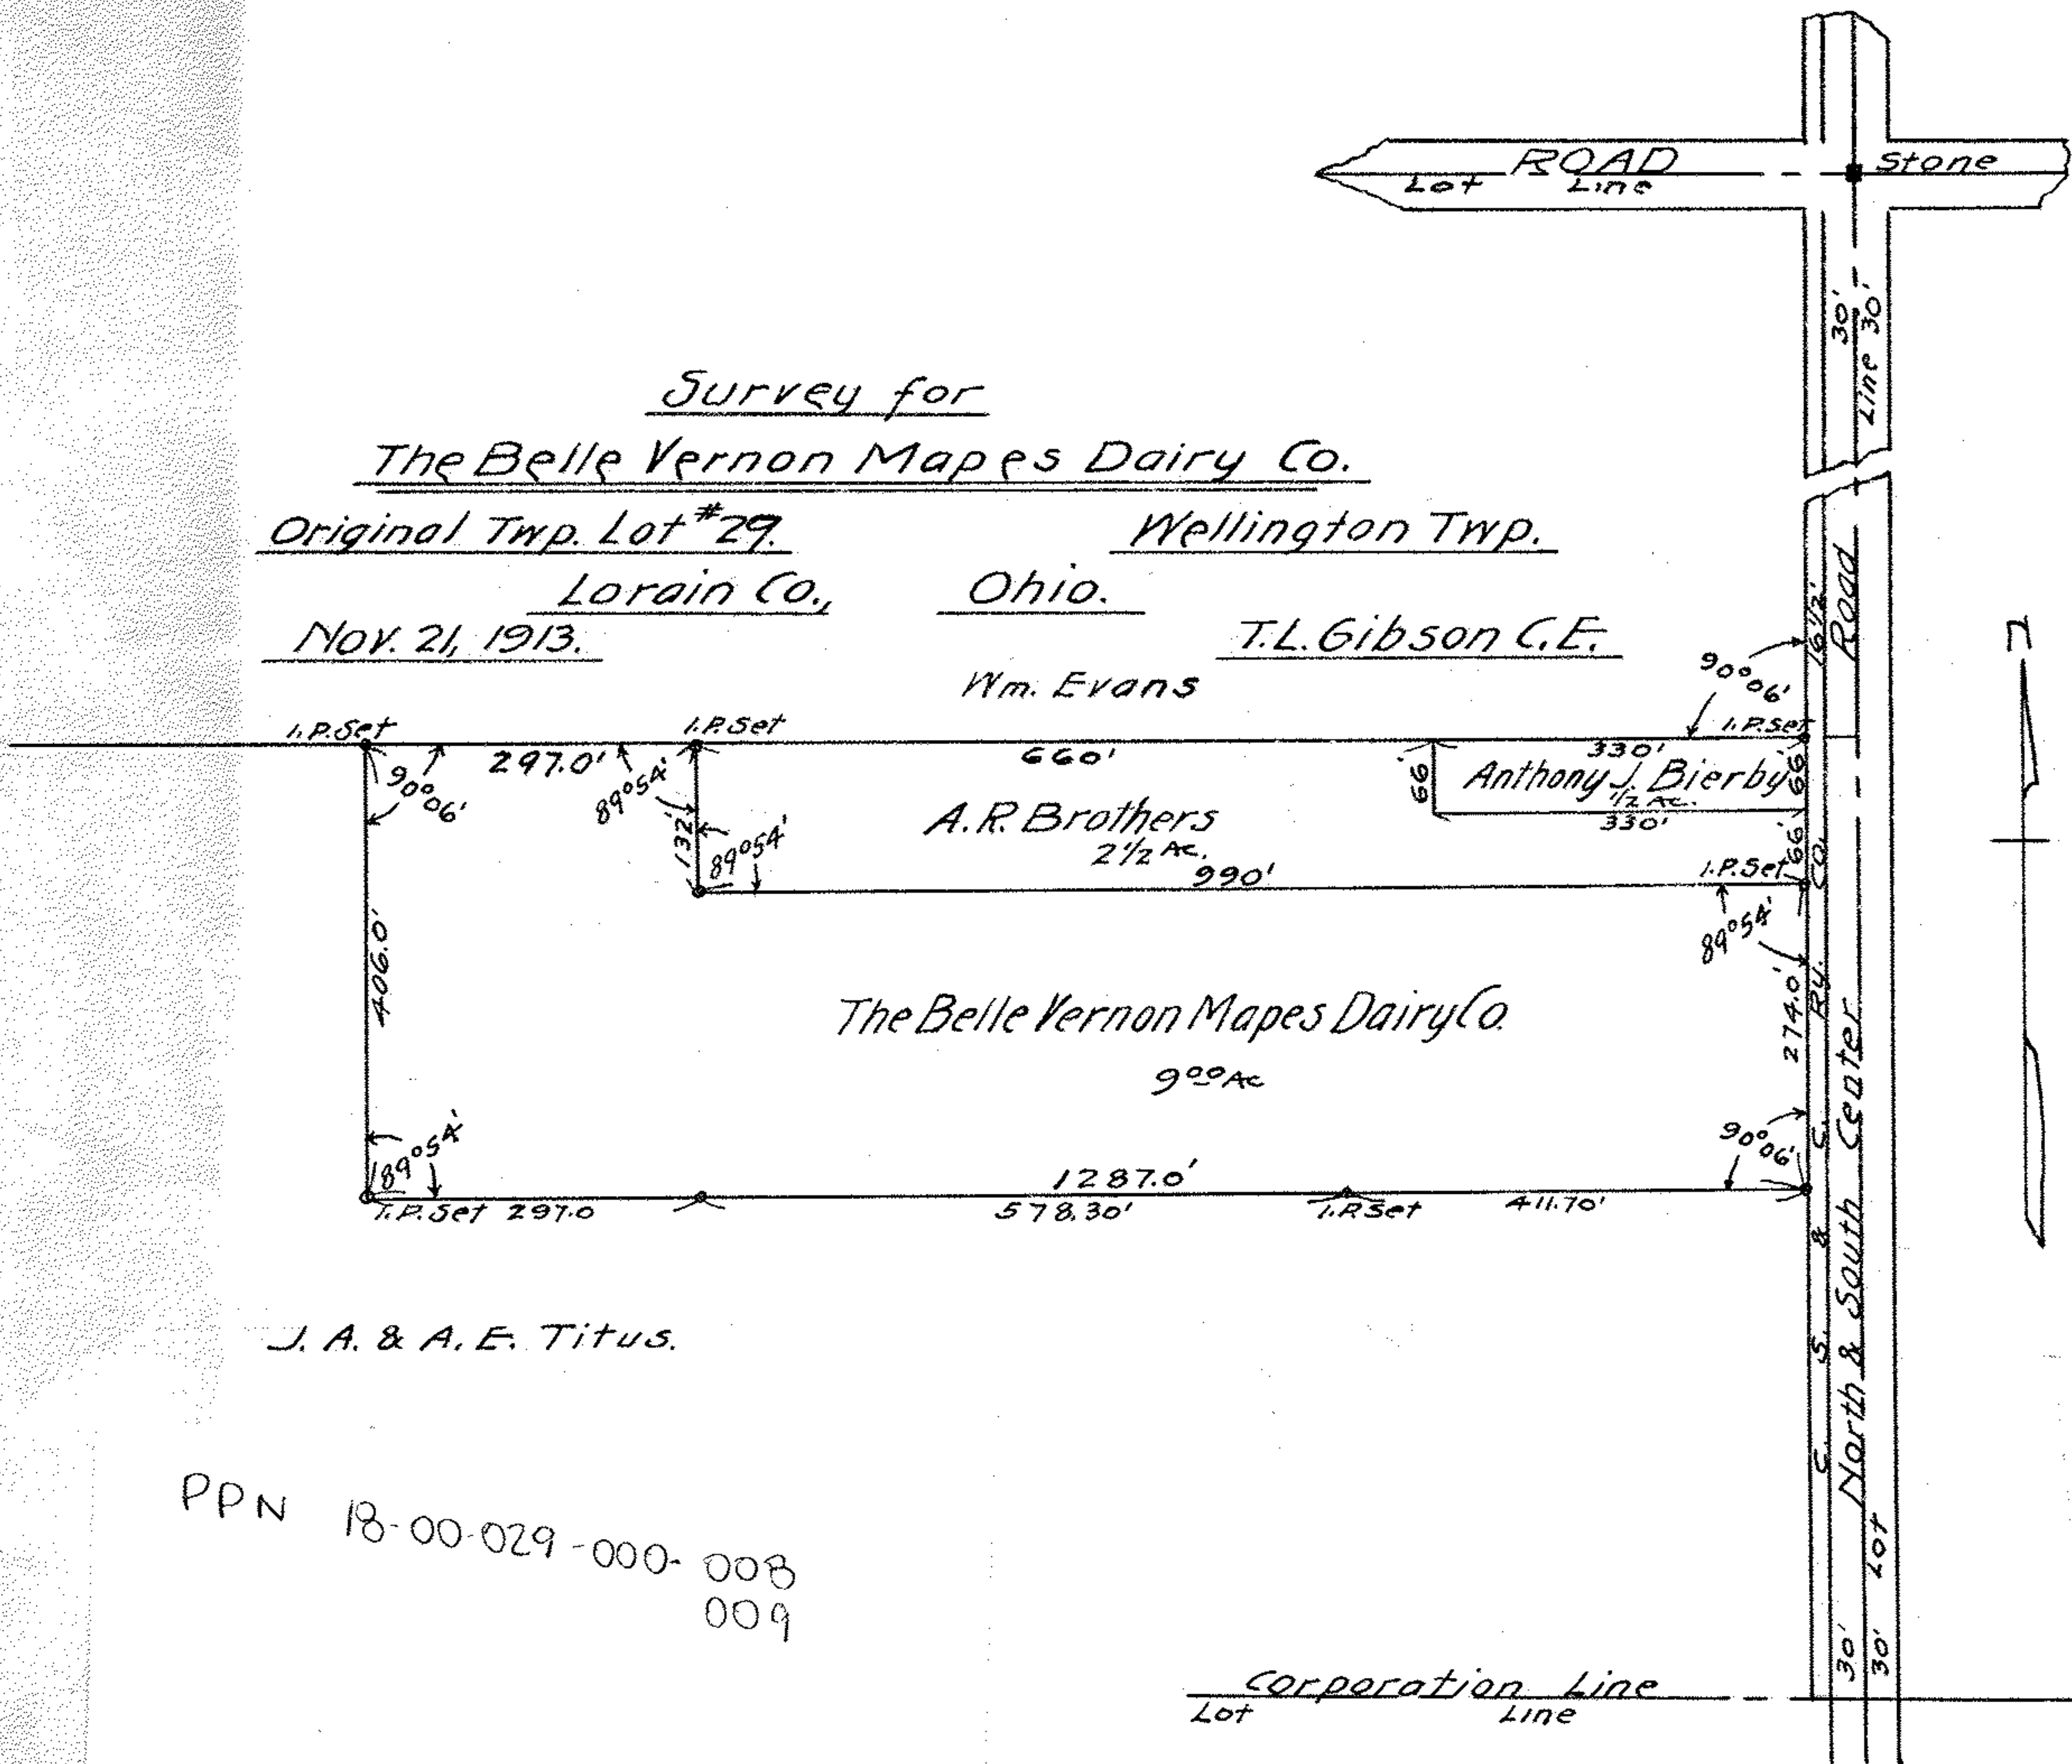 ROAD
Stone
Lot Line
30'
Line 30'
Survey for
The Belle Vernon Mapes Dairy Co.
Original Twp. Lot #29.
Wellington Twp.
Lorain Co., Ohio.
Nov. 21, 1913.
T.L. Gibson C.E.
Wm. Evans
16 1/2'
Road
90°06'
I.P. Set
I.P. Set
I.P. Set
297.0'
660'
330'
90°06'
89°54'
66'
Anthony J. Bierby
66'
1/2 Ac.
330'
132'
A.R. Brothers
2 1/2 Ac.
89°54'
990'
66'
I.P. Set
89°54'
406.0'
274.0'
The Belle Vernon Mapes Dairy Co.
9 00 Ac
89°54'
90°06'
1287.0'
I.P. Set 297.0
578.30'
I.P. Set
411.70'
C. S. & C. Ry. Co.
North & South Center
n
J. A. & A. E. Titus.
PPN 18-00-029-000-008
009
Lot
30'
30'
Corporation Line
Lot Line